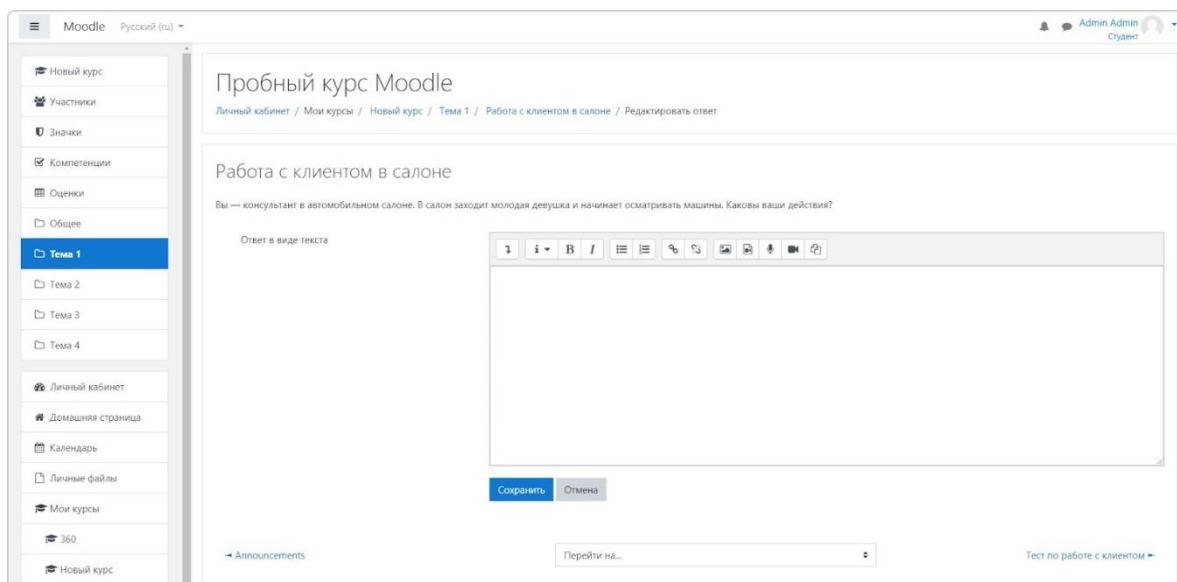 Moodle Русский (ru)
Admin Admin
Студент
Новый курс
Участники
Значки
Компетенции
Оценки
Общее
Тема 1
Тема 2
Тема 3
Тема 4
Личный кабинет
Домашняя страница
Календарь
Личные файлы
Мои курсы
360
Новый курс
Пробный курс Moodle
Личный кабинет / Мои курсы / Новый курс / Тема 1 / Работа с клиентом в салоне / Редактировать ответ
Работа с клиентом в салоне
Вы — консультант в автомобильном салоне. В салон заходит молодая девушка и начинает осматривать машины. Каковы ваши действия?
Ответ в виде текста
i B I
Сохранить Отмена
◄ Announcements Перейти на... Тест по работе с клиентом ►